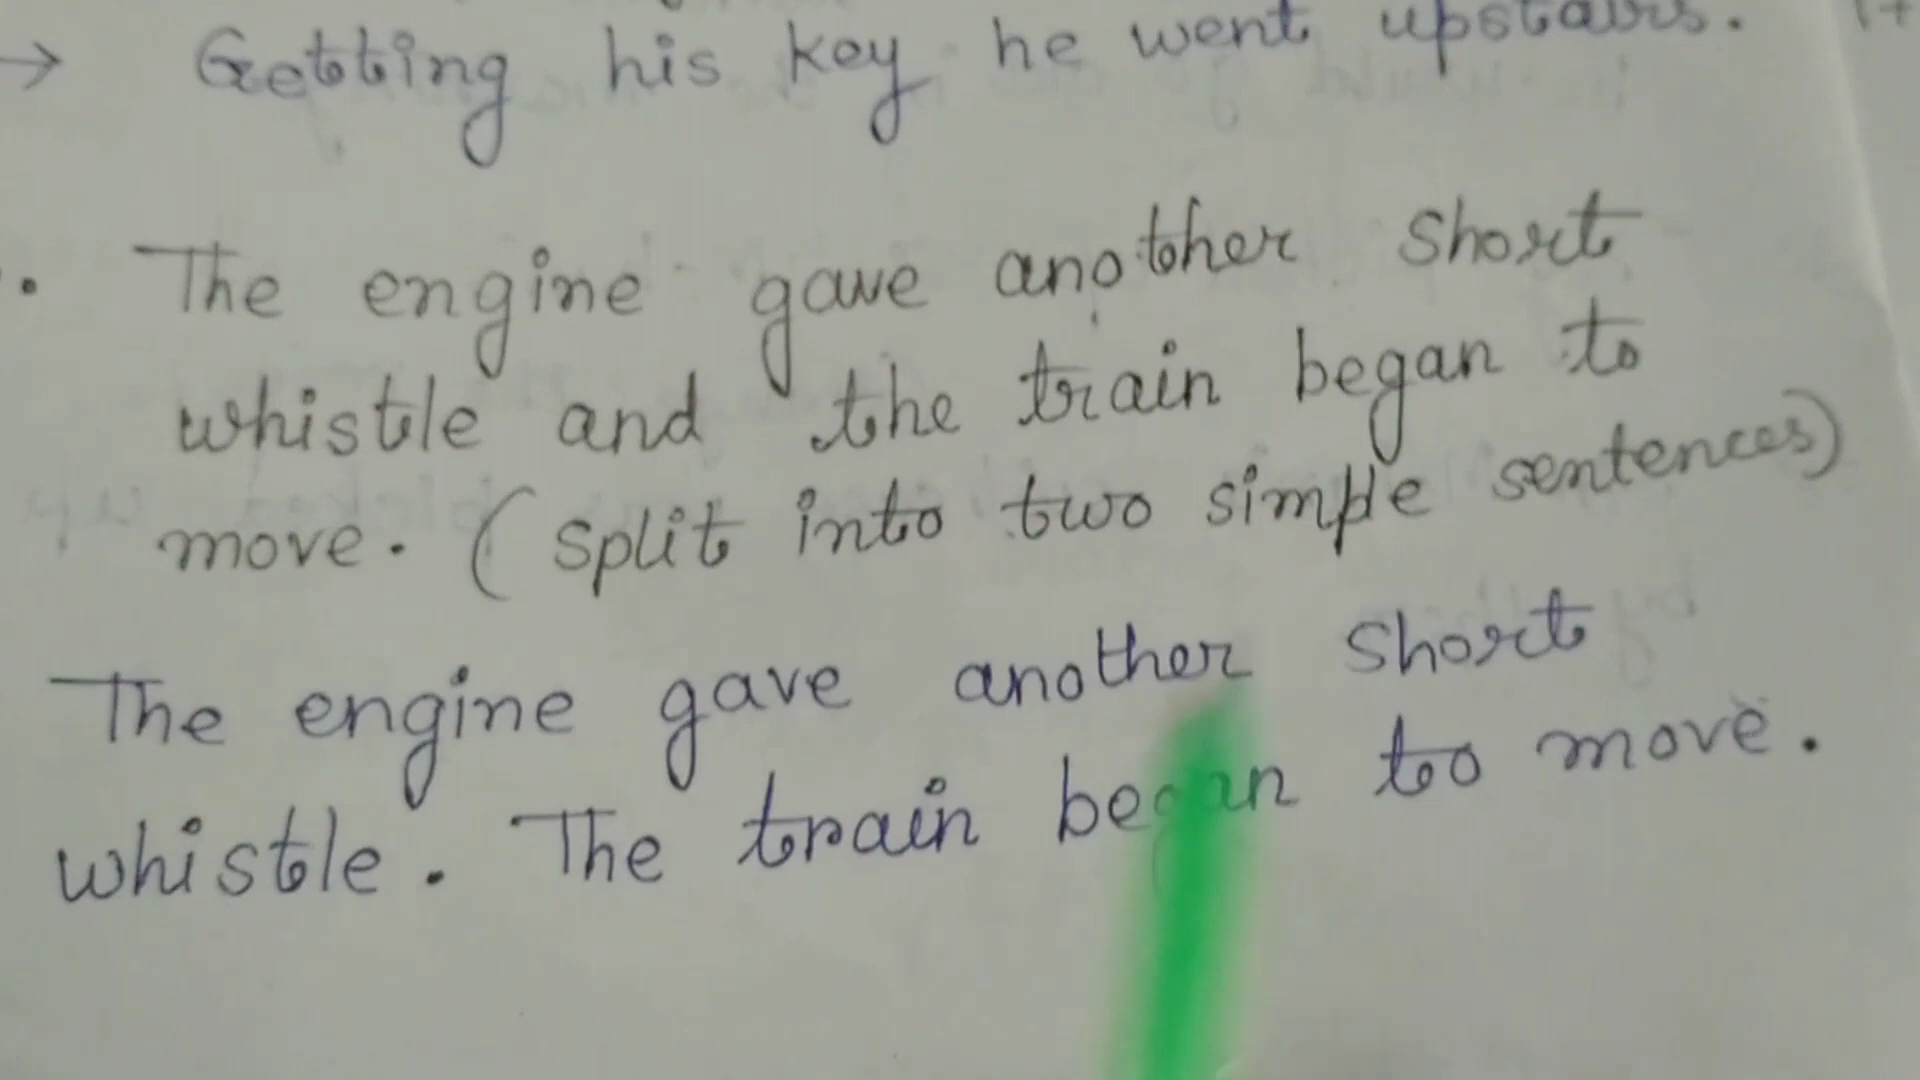 → Getting his key he went upstairs.
. The engine gave another short
whistle and the train began to
move. (split into two simple sentences)
The engine gave another short
whistle. The train began to move.